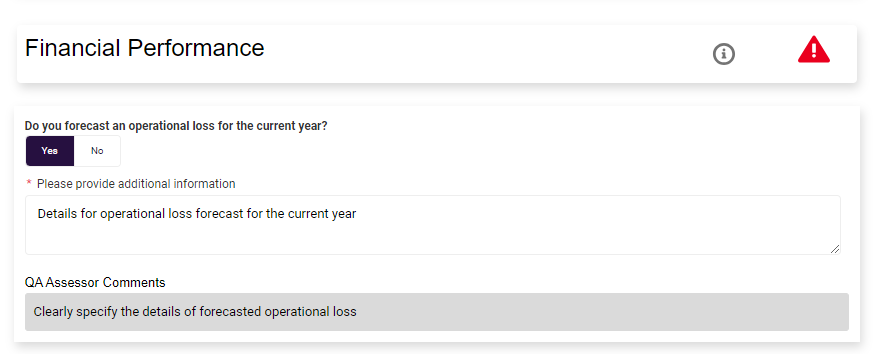 Financial Performance
Do you forecast an operational loss for the current year?
Yes No
* Please provide additional information
Details for operational loss forecast for the current year
QA Assessor Comments
Clearly specify the details of forecasted operational loss